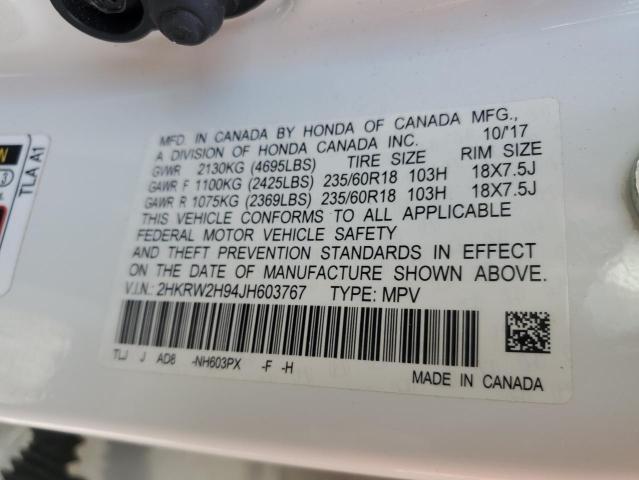 MFD. IN CANADA BY HONDA OF CANADA MFG.,
A DIVISION OF HONDA CANADA INC. 10/'17
GVWR 2130KG (4695LBS) TIRE SIZE RIM SIZE
GAWR F 1100KG (2425LBS) 235/60R18 103H 18X7.5J
GAWR R 1075KG (2369LBS) 235/60R18 103H 18X7.5J
THIS VEHICLE CONFORMS TO ALL APPLICABLE
FEDERAL MOTOR VEHICLE SAFETY
AND THEFT PREVENTION STANDARDS IN EFFECT
ON THE DATE OF MANUFACTURE SHOWN ABOVE.
V.I.N.: 2HKRW2H94JH603767 TYPE: MPV
TLJ J AD8 -NH603PX -F -H
MADE IN CANADA
TLA A1